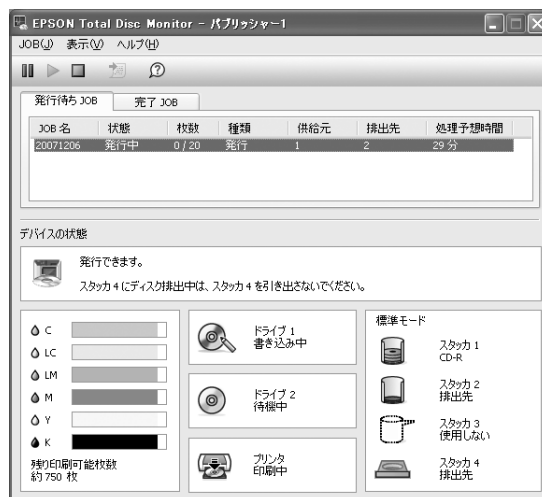 EPSON Total Disc Monitor - パブリッシャー1
JOB(J) 表示(V) ヘルプ(H)
発行待ち JOB 完了 JOB
JOB 名 状態 枚数 種類 供給元 排出先 処理予想時間
20071206 発行中 0 / 20 発行 1 2 29 分
デバイスの状態
発行できます。
スタッカ 4 にディスク排出中は、スタッカ 4 を引き出さないでください。
C
LC
LM
M
Y
K
残り印刷可能枚数
約 750 枚
ドライブ 1
書き込み中
ドライブ 2
待機中
プリンタ
印刷中
標準モード
スタッカ 1
CD-R
スタッカ 2
排出先
スタッカ 3
使用しない
スタッカ 4
排出先